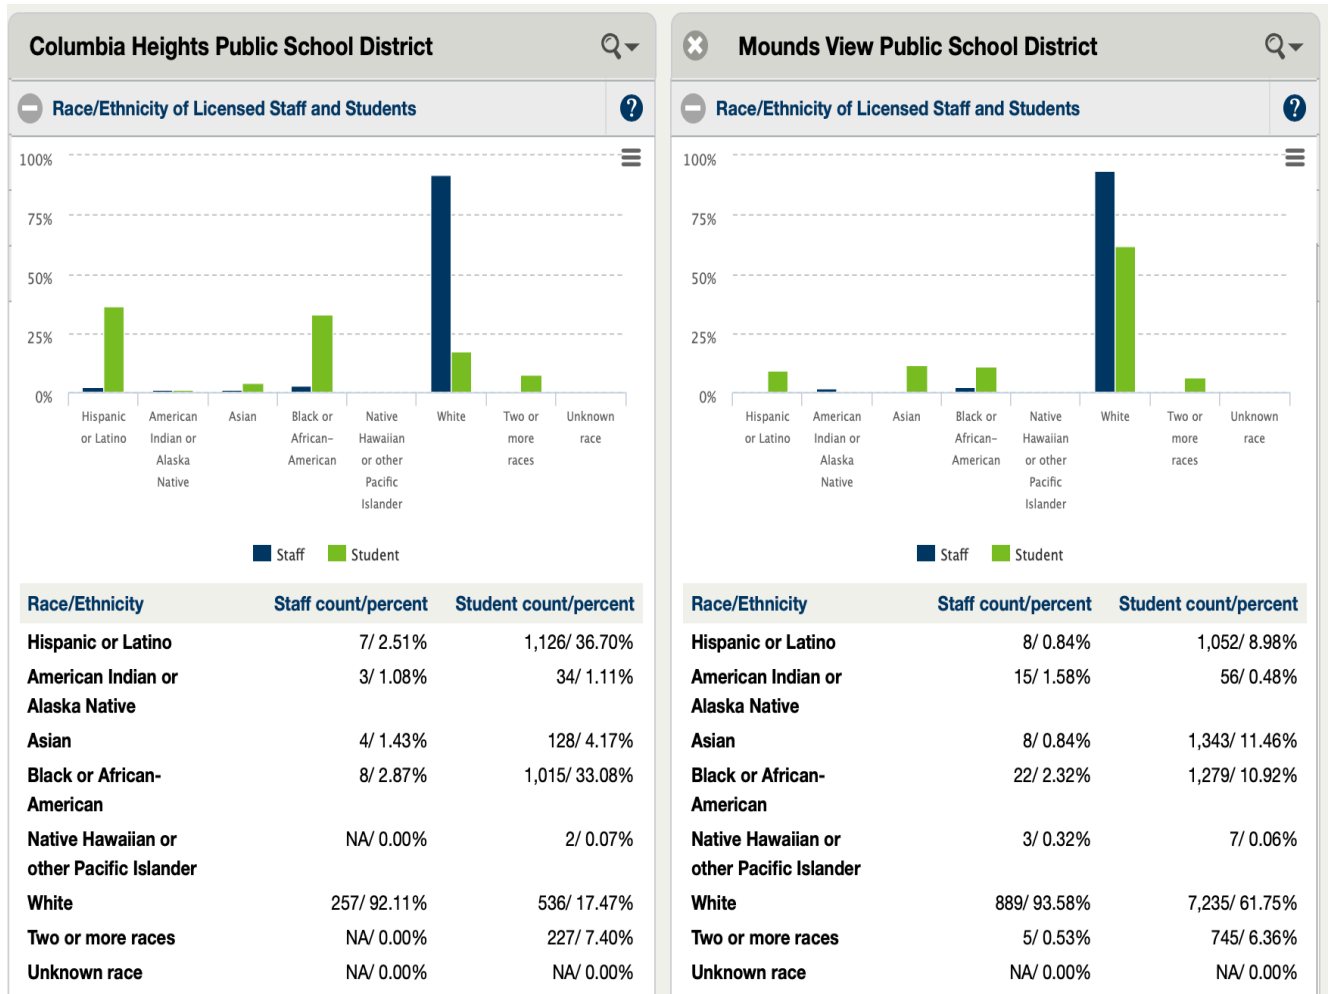 Columbia Heights Public School District
Race/Ethnicity of Licensed Staff and Students
?
100%
75%
50%
25%
0%
Hispanic or Latino
American Indian or Alaska Native
Asian
Black or African-American
Native Hawaiian or other Pacific Islander
White
Two or more races
Unknown race
Staff Student
Race/Ethnicity Staff count/percent Student count/percent
Hispanic or Latino 7/ 2.51% 1,126/ 36.70%
American Indian or 3/ 1.08% 34/ 1.11%
Alaska Native
Asian 4/ 1.43% 128/ 4.17%
Black or African- 8/ 2.87% 1,015/ 33.08%
American
Native Hawaiian or NA/ 0.00% 2/ 0.07%
other Pacific Islander
White 257/ 92.11% 536/ 17.47%
Two or more races NA/ 0.00% 227/ 7.40%
Unknown race NA/ 0.00% NA/ 0.00%
Mounds View Public School District
Race/Ethnicity of Licensed Staff and Students
?
100%
75%
50%
25%
0%
Hispanic or Latino
American Indian or Alaska Native
Asian
Black or African-American
Native Hawaiian or other Pacific Islander
White
Two or more races
Unknown race
Staff Student
Race/Ethnicity Staff count/percent Student count/percent
Hispanic or Latino 8/ 0.84% 1,052/ 8.98%
American Indian or 15/ 1.58% 56/ 0.48%
Alaska Native
Asian 8/ 0.84% 1,343/ 11.46%
Black or African- 22/ 2.32% 1,279/ 10.92%
American
Native Hawaiian or 3/ 0.32% 7/ 0.06%
other Pacific Islander
White 889/ 93.58% 7,235/ 61.75%
Two or more races 5/ 0.53% 745/ 6.36%
Unknown race NA/ 0.00% NA/ 0.00%